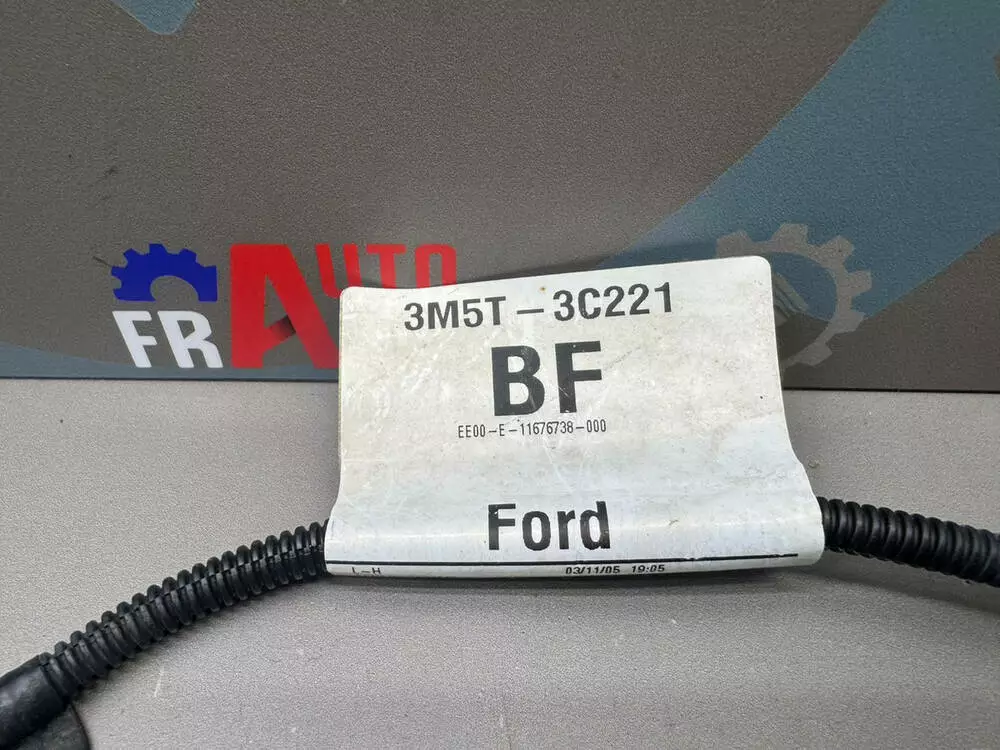 FR AUTO
3M5T - 3C221
BF
EE00-E-11676738-000
Ford
L-H 03/11/05 19:05